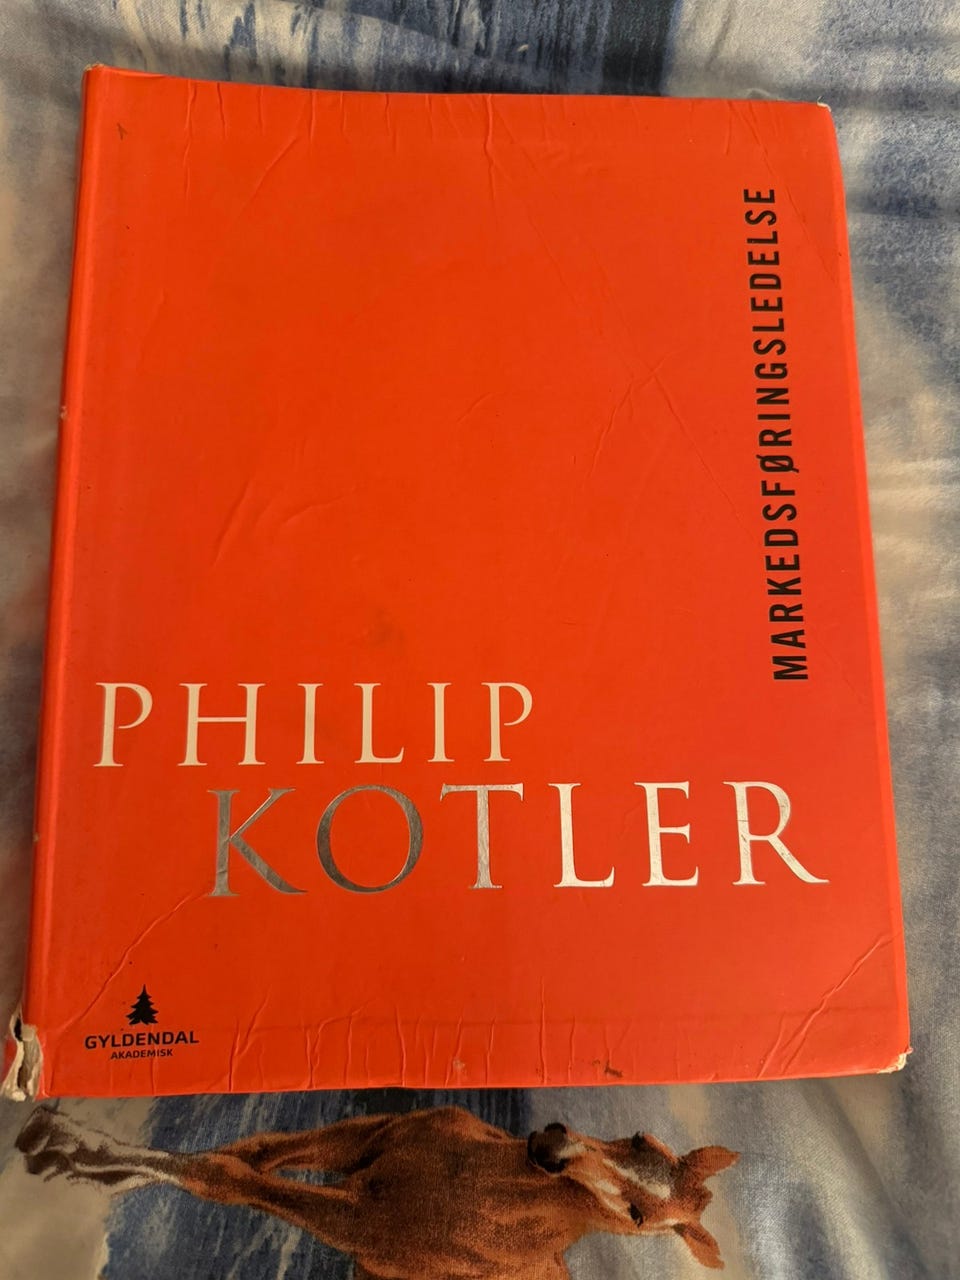 MARKEDSFØRINGSLEDELSE
PHILIP
KOTLER
GYLDENDAL
AKADEMISK